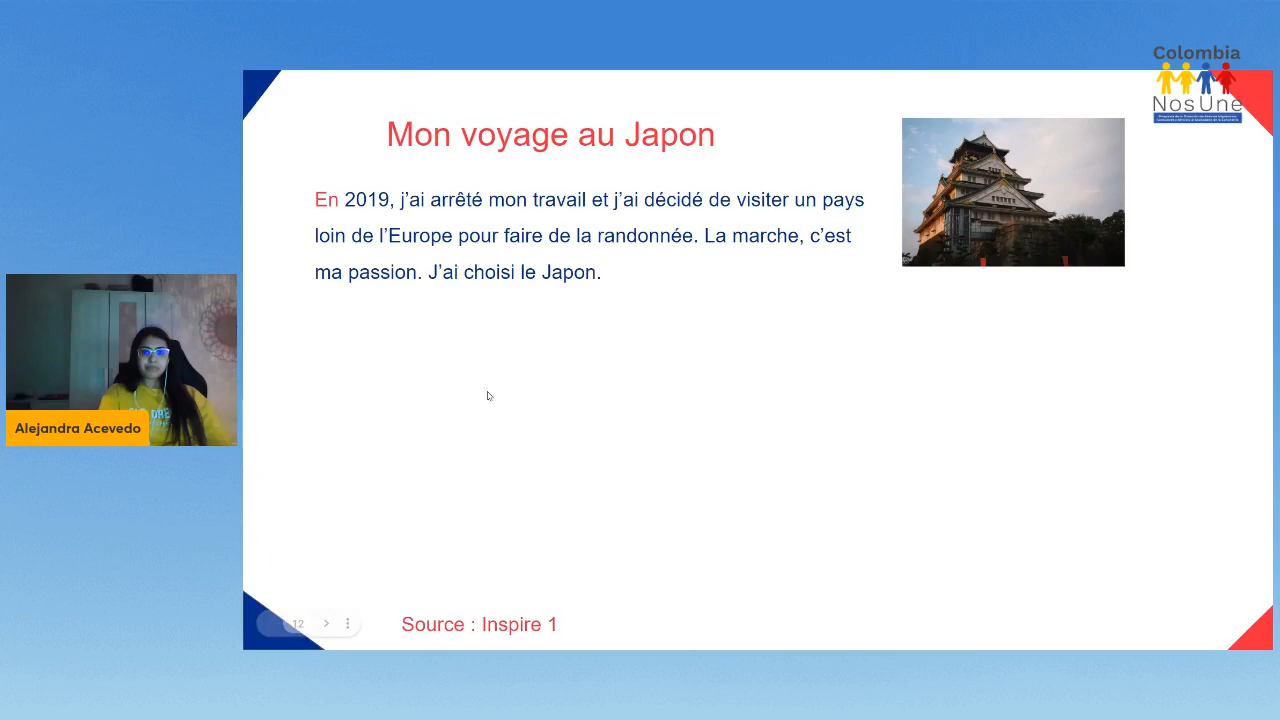 Colombia
NosUne
Mon voyage au Japon
En 2019, j’ai arrêté mon travail et j’ai décidé de visiter un pays
loin de l’Europe pour faire de la randonnée. La marche, c’est
ma passion. J’ai choisi le Japon.
Alejandra Acevedo
12
Source : Inspire 1